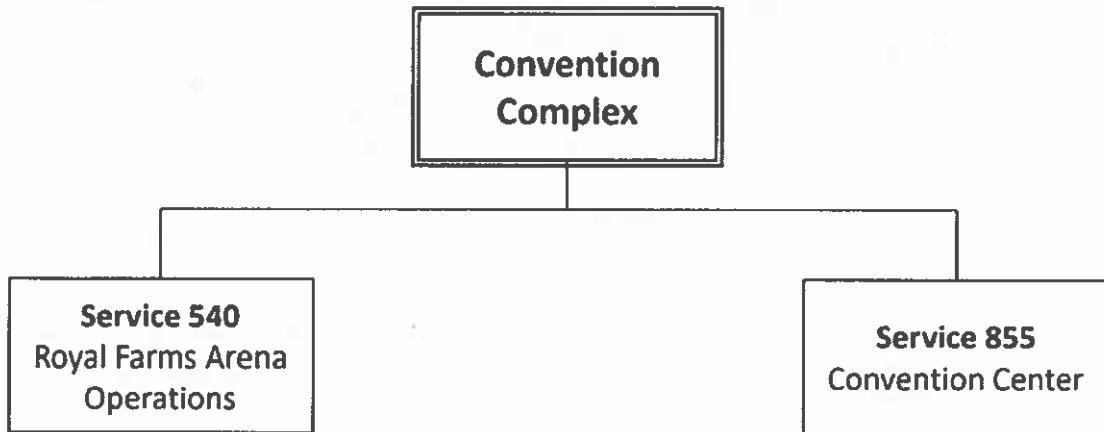 Convention
Complex
Service 540
Royal Farms Arena
Operations
Service 855
Convention Center